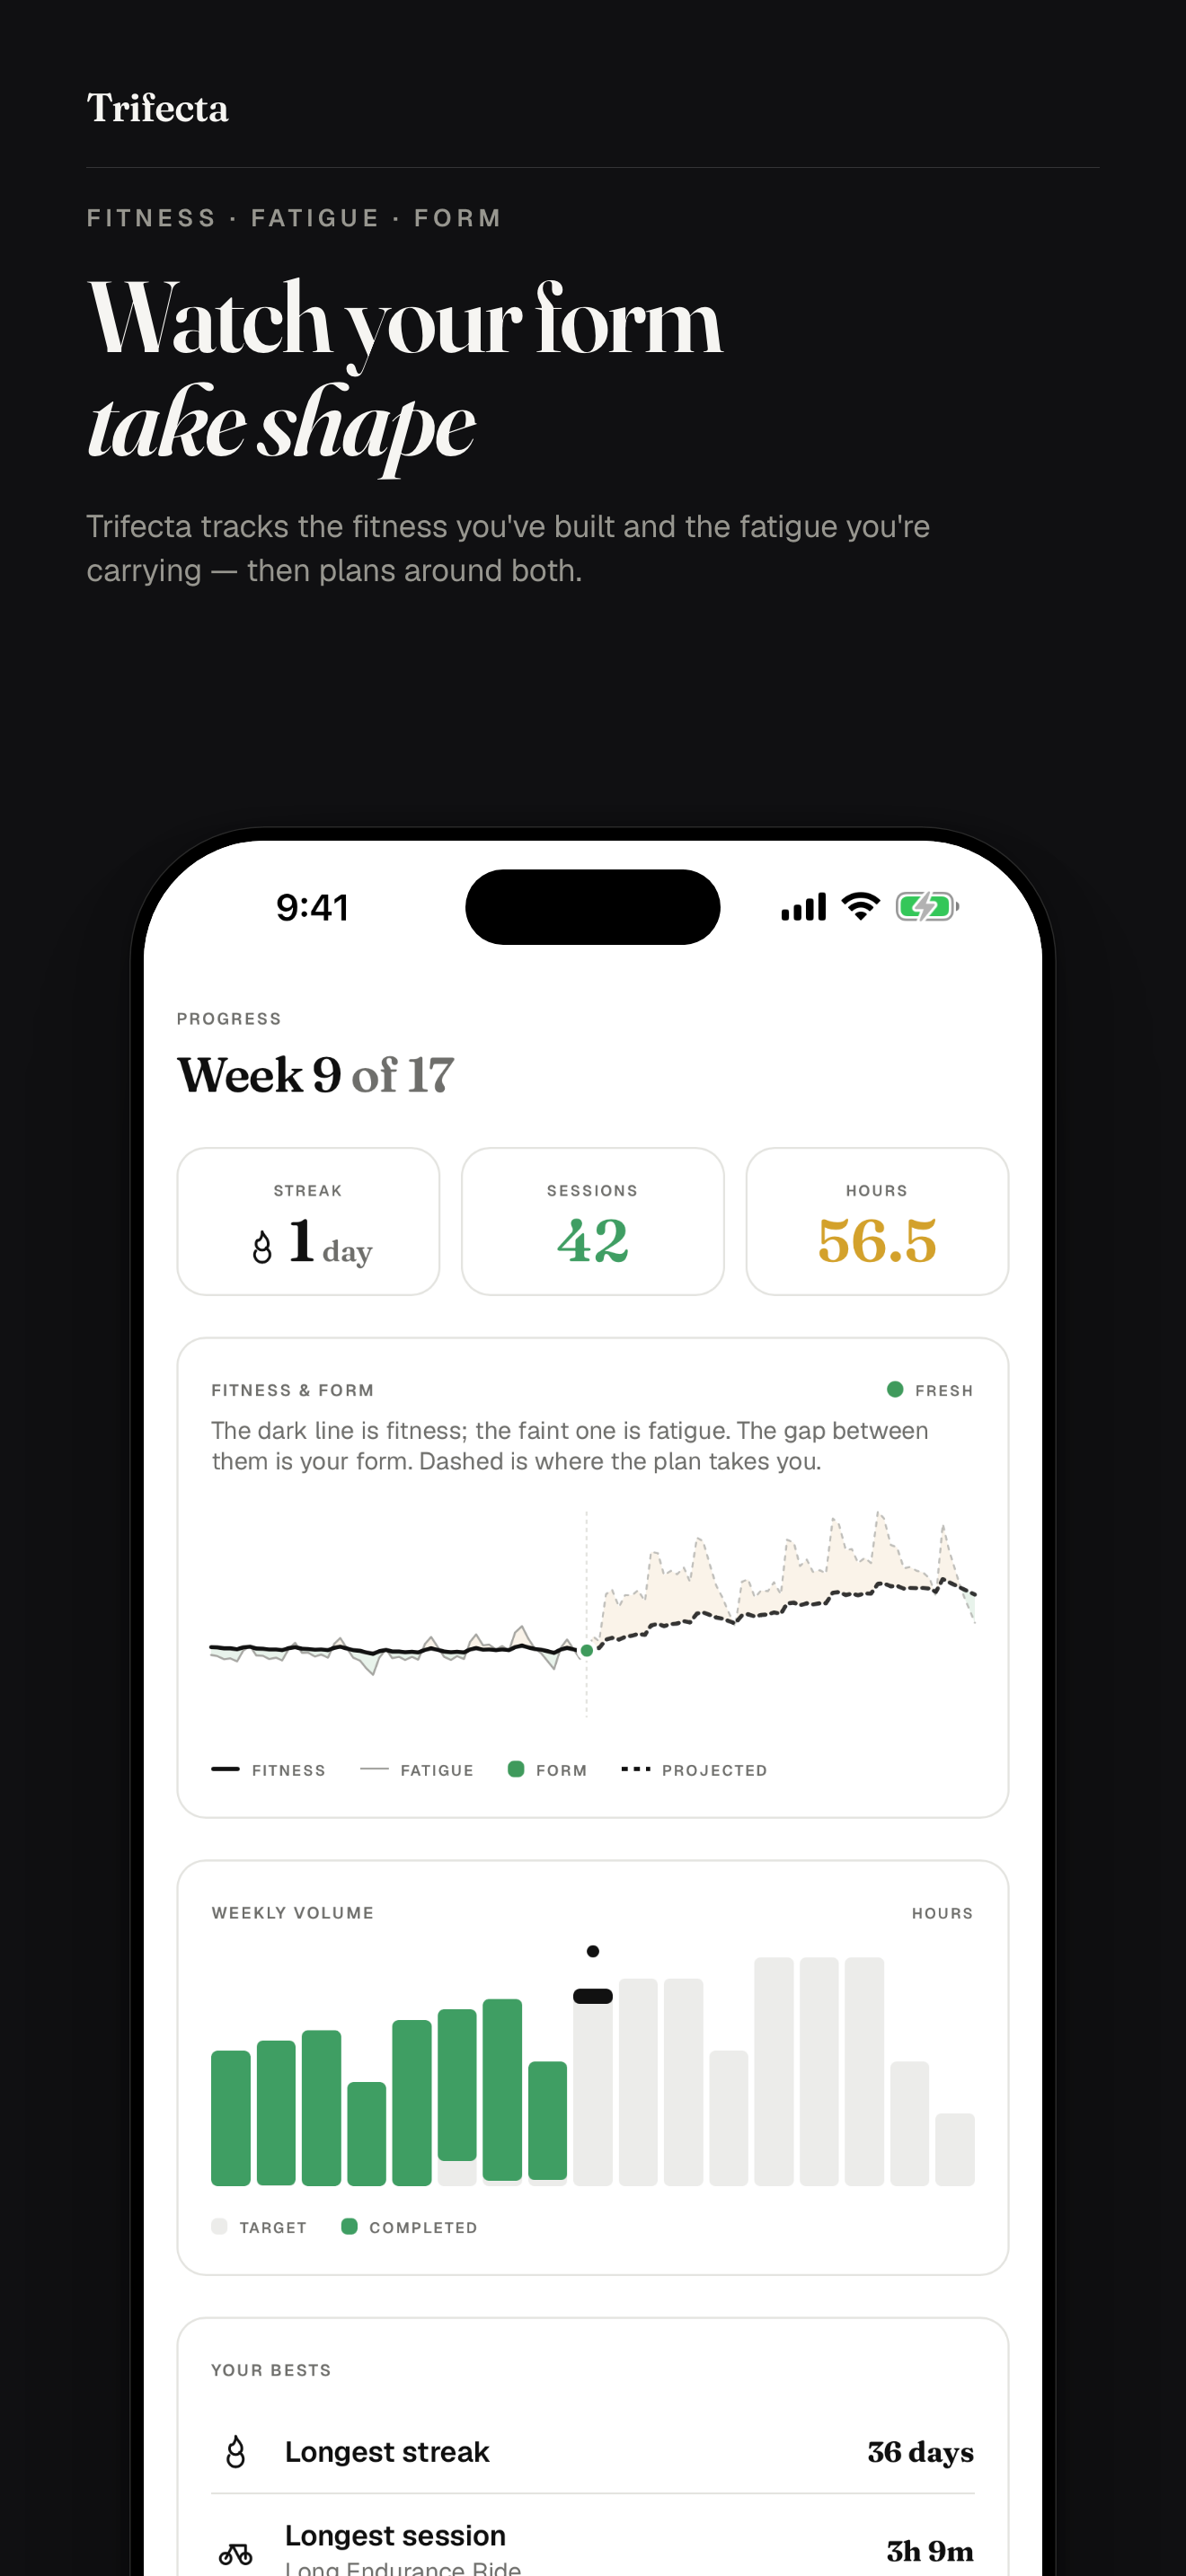 Trifecta
FITNESS · FATIGUE · FORM
Watch your form
take shape
Trifecta tracks the fitness you've built and the fatigue you're
carrying — then plans around both.
9:41
PROGRESS
Week 9 of 17
STREAK
1 day
SESSIONS
42
HOURS
56.5
FITNESS & FORM
FRESH
The dark line is fitness; the faint one is fatigue. The gap between
them is your form. Dashed is where the plan takes you.
FITNESS
FATIGUE
FORM
PROJECTED
WEEKLY VOLUME
HOURS
TARGET
COMPLETED
YOUR BESTS
Longest streak
36 days
Longest session
3h 9m
Long Endurance Ride